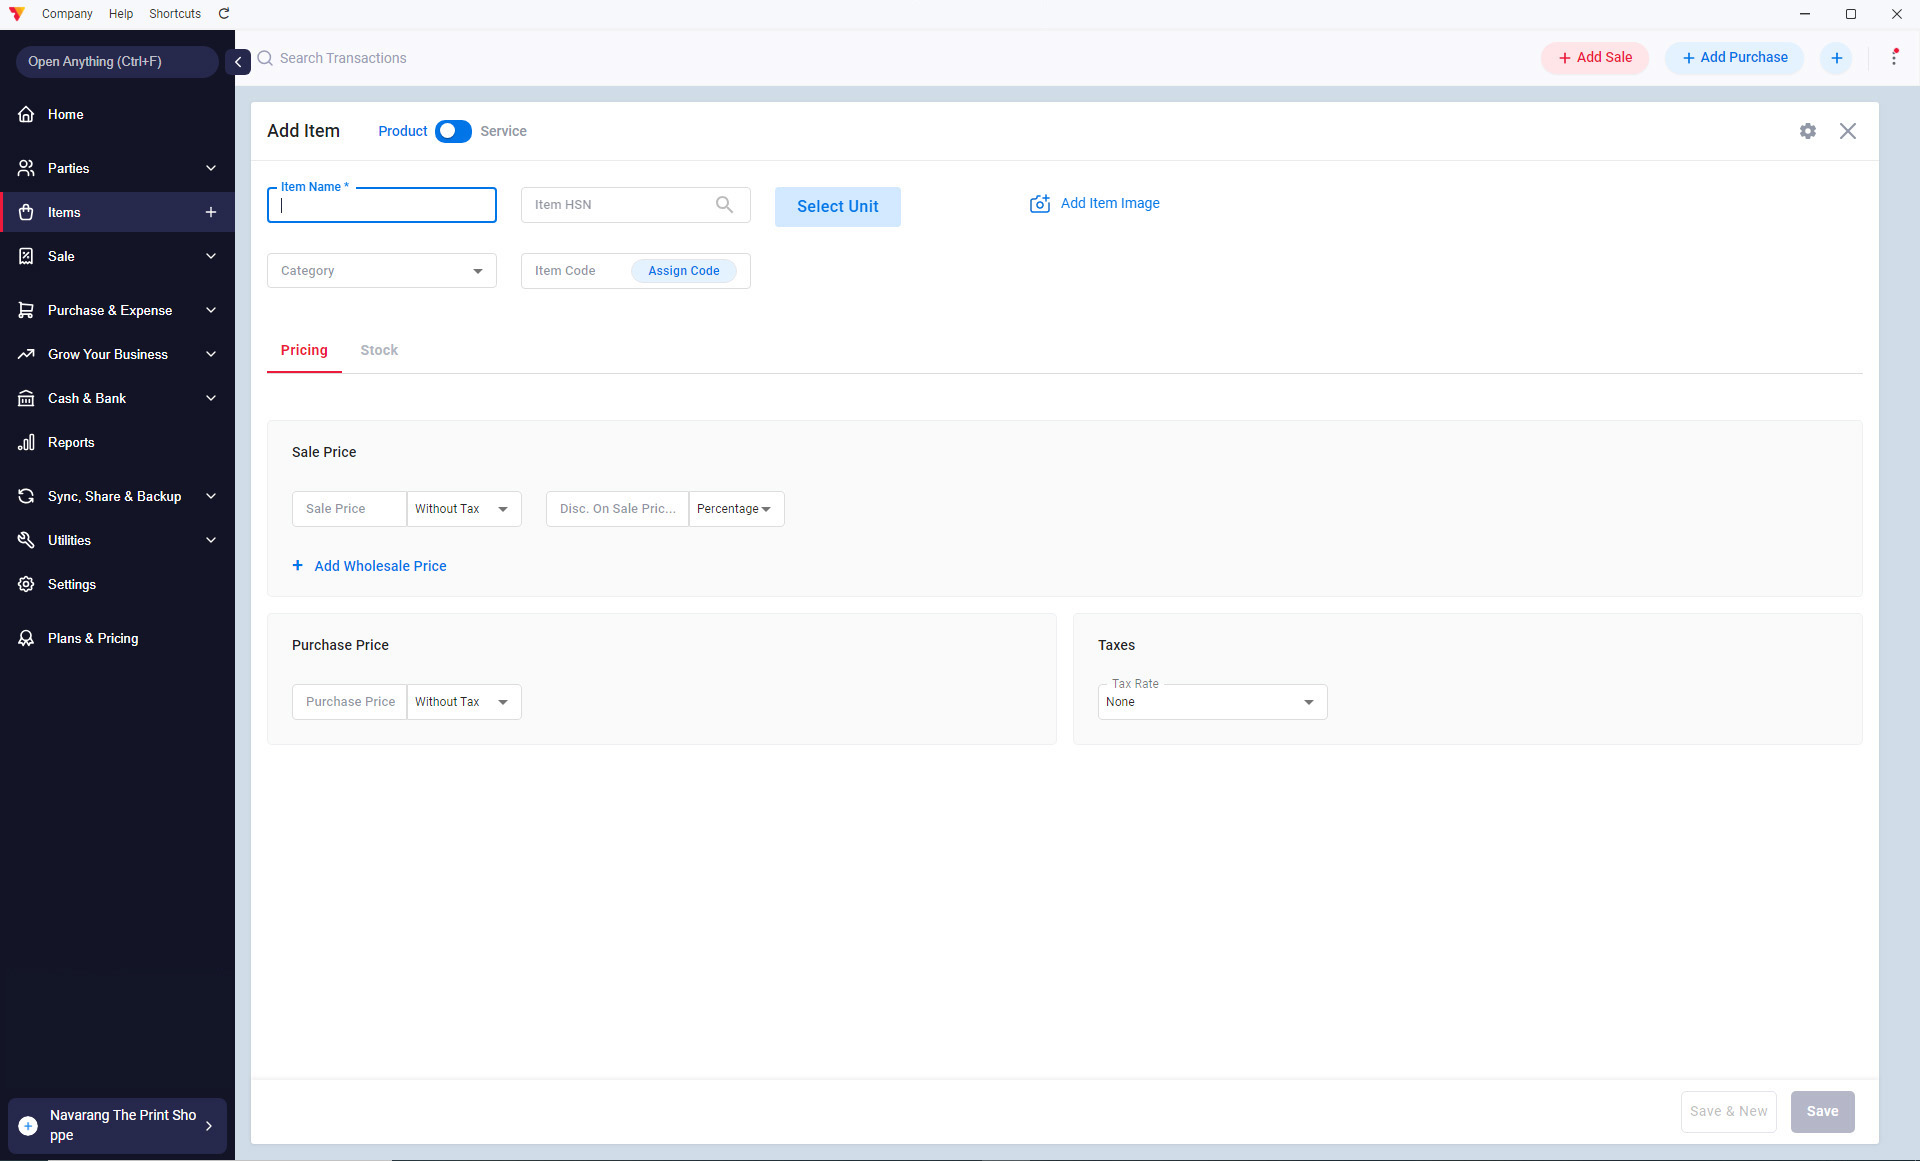 Company Help Shortcuts
Open Anything (Ctrl+F)
Search Transactions
+ Add Sale
+ Add Purchase
Home
Parties
Items
Sale
Purchase & Expense
Grow Your Business
Cash & Bank
Reports
Sync, Share & Backup
Utilities
Settings
Plans & Pricing
Navarang The Print Sho
ppe
Add Item Product Service
Item Name *
Item HSN
Select Unit
Add Item Image
Category
Item Code Assign Code
Pricing Stock
Sale Price
Sale Price Without Tax Disc. On Sale Pric... Percentage
+ Add Wholesale Price
Purchase Price
Purchase Price Without Tax
Taxes
Tax Rate
None
Save & New Save